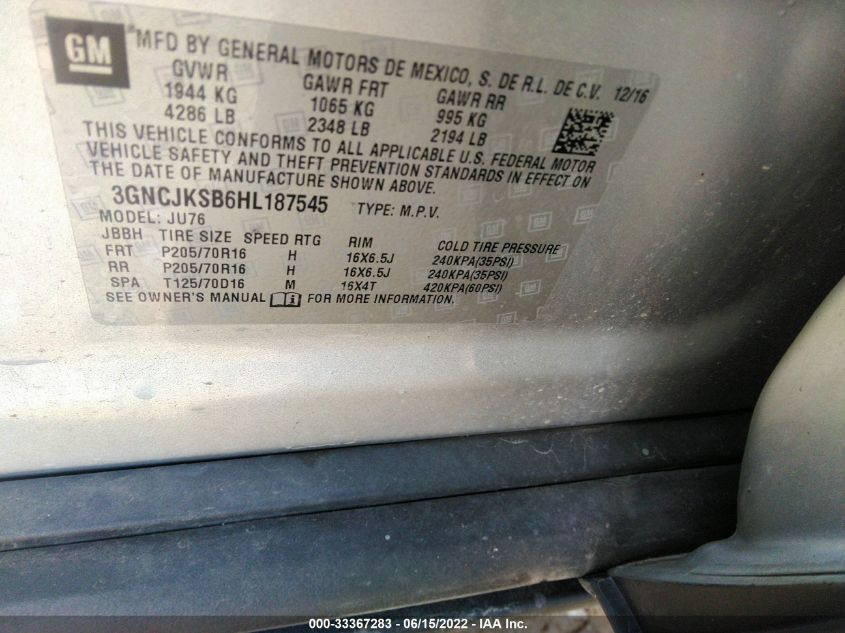 GM
MFD BY GENERAL MOTORS DE MEXICO, S. DE R.L. DE C.V. 12/16
GVWR GAWR FRT GAWR RR
1944 KG 1065 KG 995 KG
4286 LB 2348 LB 2194 LB
THIS VEHICLE CONFORMS TO ALL APPLICABLE U.S. FEDERAL MOTOR
VEHICLE SAFETY AND THEFT PREVENTION STANDARDS IN EFFECT ON
THE DATE OF MANUFACTURE SHOWN ABOVE.
3GNCJKSB6HL187545 TYPE: M.P.V.
MODEL: JU76
JBBH TIRE SIZE SPEED RTG RIM COLD TIRE PRESSURE
FRT P205/70R16 H 16X6.5J 240KPA(35PSI)
RR P205/70R16 H 16X6.5J 240KPA(35PSI)
SPA T125/70D16 M 16X4T 420KPA(60PSI)
SEE OWNER'S MANUAL FOR MORE INFORMATION.
000-33367283 - 06/15/2022 - IAA Inc.